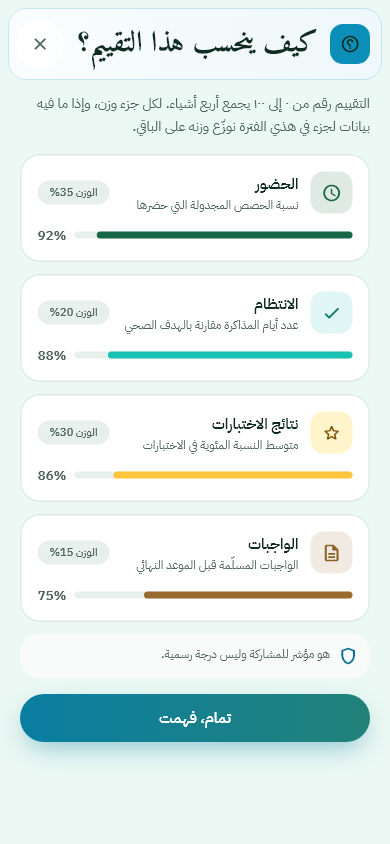 كيف ينحسب هذا التقييم؟
التقييم رقم من ٠ إلى ١٠٠ يجمع أربع أشياء. لكل جزء وزن، وإذا ما فيه
بيانات لجزء في هذي الفترة نوزّع وزنه على الباقي.
الحضور
الوزن 35%
نسبة الحصص المجدولة التي حضرها
92%
الانتظام
الوزن 20%
عدد أيام المذاكرة مقارنة بالهدف الصحي
88%
نتائج الاختبارات
الوزن 30%
متوسط النسبة المئوية في الاختبارات
86%
الواجبات
الوزن 15%
الواجبات المسلّمة قبل الموعد النهائي
75%
هو مؤشر للمشاركة وليس درجة رسمية.
تمام، فهمت